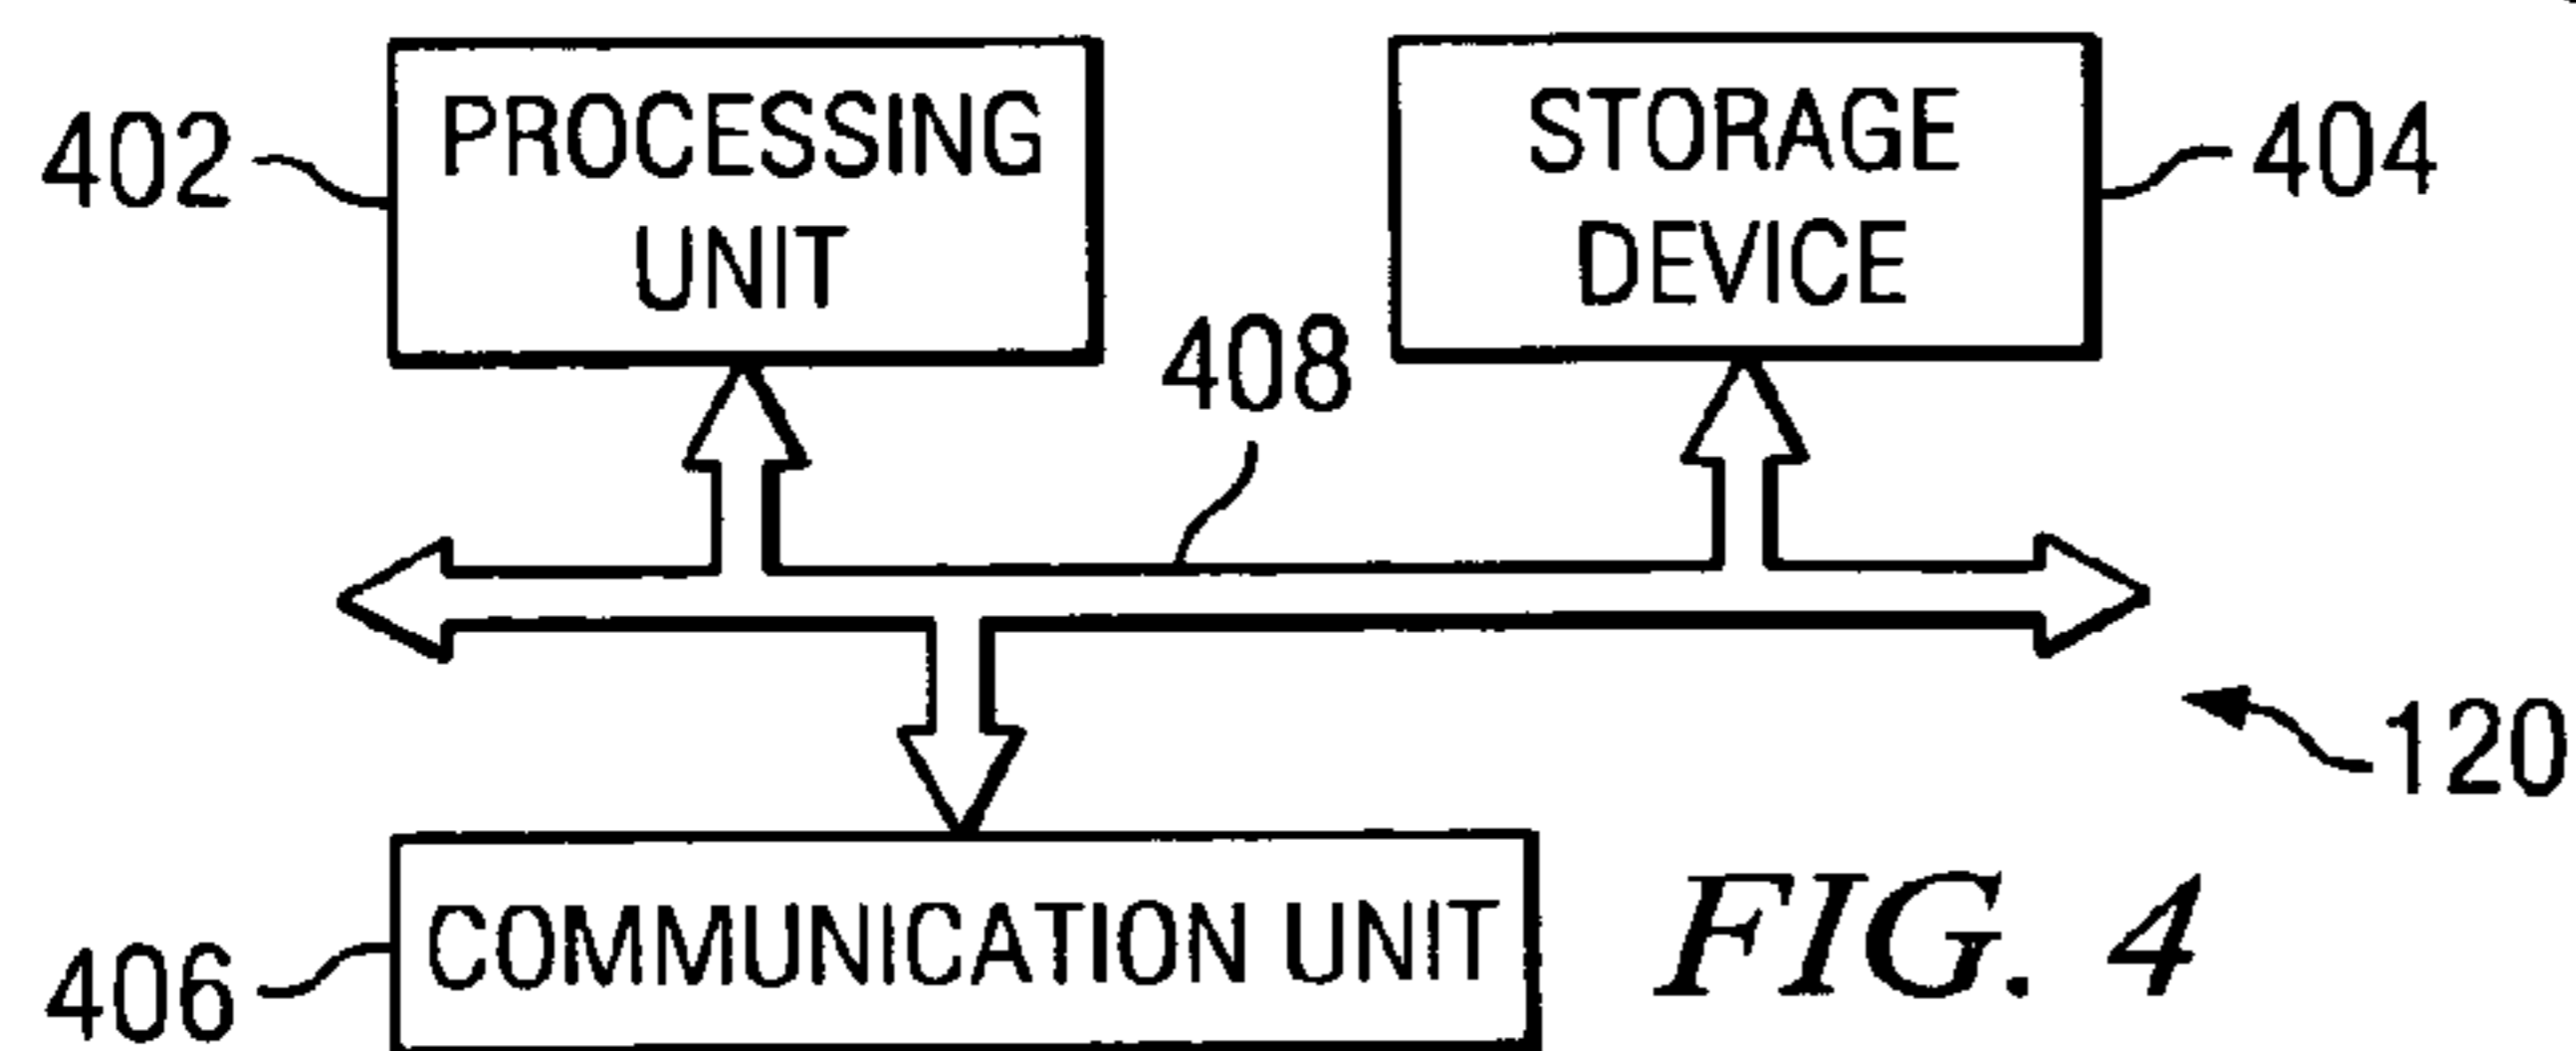 402
PROCESSING
UNIT
STORAGE
DEVICE
404
408
120
406
COMMUNICATION UNIT
FIG. 4